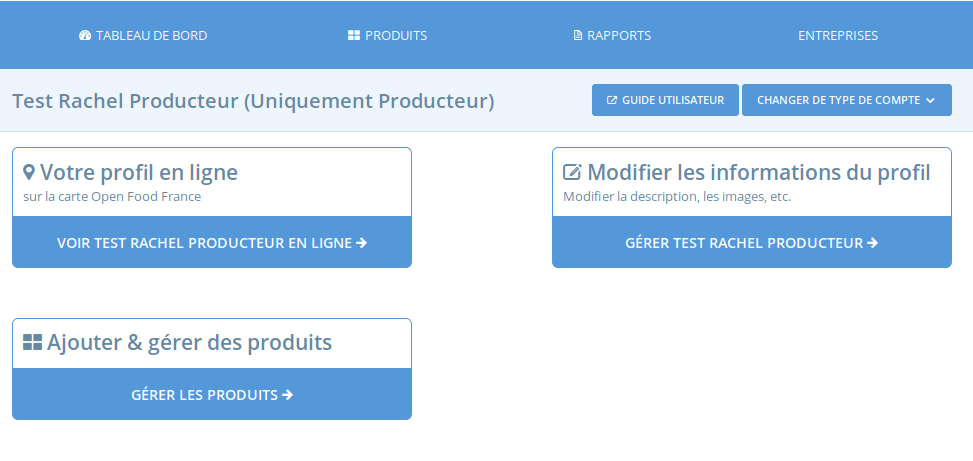 TABLEAU DE BORD PRODUITS RAPPORTS ENTREPRISES
Test Rachel Producteur (Uniquement Producteur) GUIDE UTILISATEUR CHANGER DE TYPE DE COMPTE
Votre profil en ligne
sur la carte Open Food France
VOIR TEST RACHEL PRODUCTEUR EN LIGNE
Modifier les informations du profil
Modifier la description, les images, etc.
GÉRER TEST RACHEL PRODUCTEUR
Ajouter & gérer des produits
GÉRER LES PRODUITS